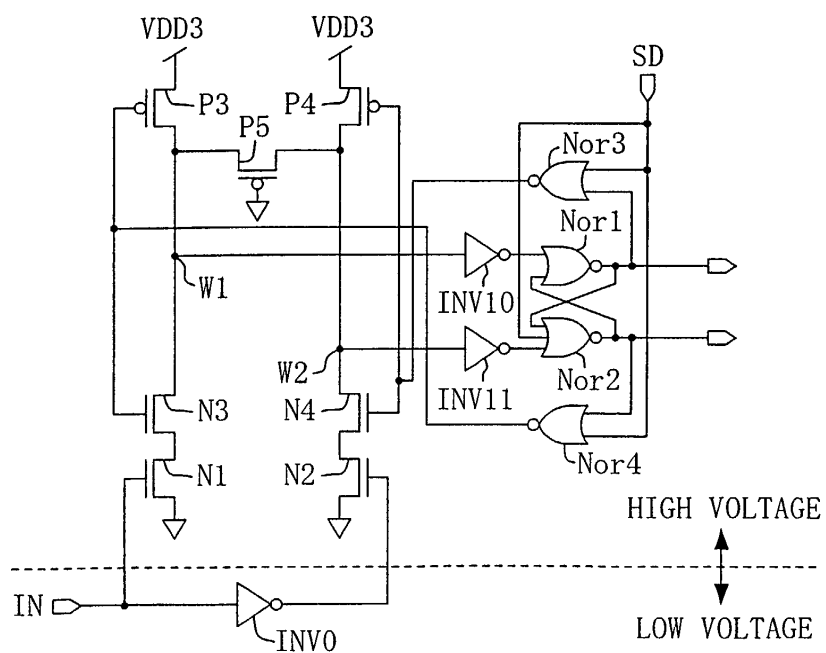 VDD3 VDD3
SD
P3
P4
P5
Nor3
Nor1
W1
INV10
W2
Nor2
INV11
N3
N4
Nor4
N1
N2
HIGH VOLTAGE
IN
INV0
LOW VOLTAGE